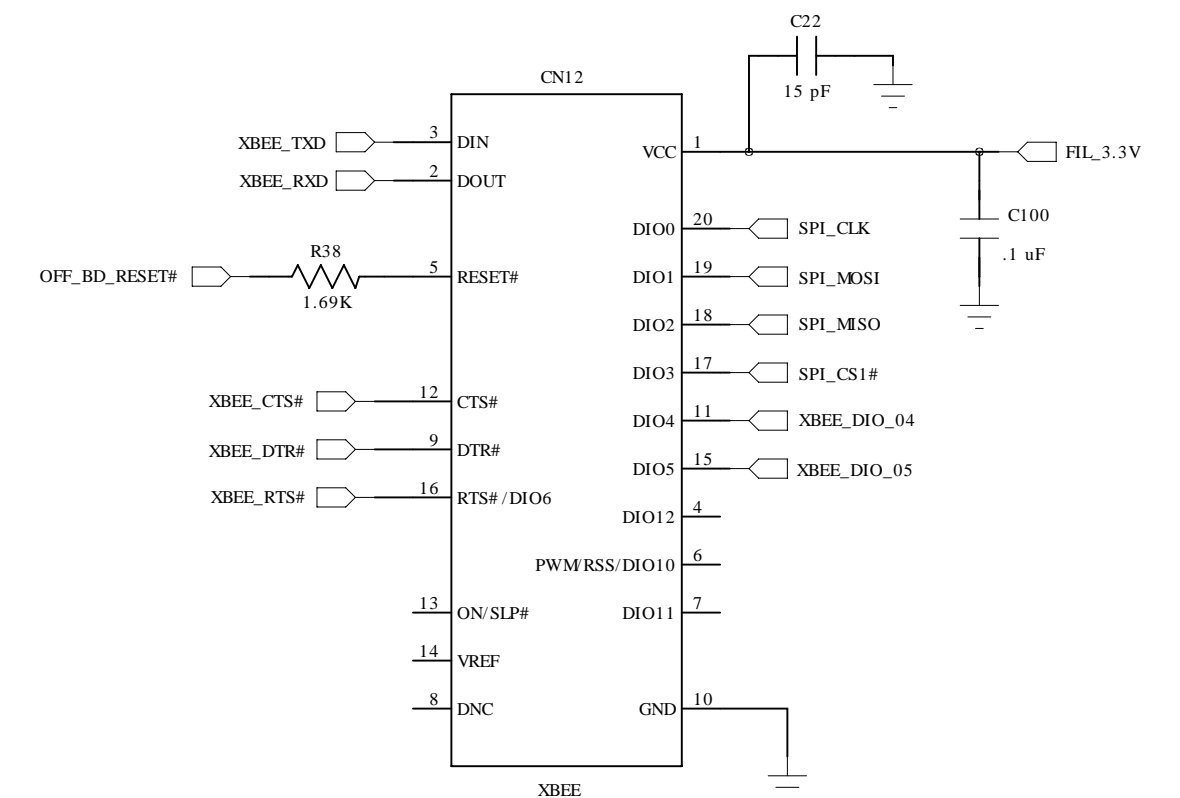 C22
15 pF
CN12
XBEE_TXD 3 DIN
VCC 1 FIL_3.3V
XBEE_RXD 2 DOUT
DIO0 20 SPI_CLK
C100
.1 uF
R38
OFF_BD_RESET# 5 RESET#
1.69K
DIO1 19 SPI_MOSI
DIO2 18 SPI_MISO
DIO3 17 SPI_CS1#
XBEE_CTS# 12 CTS#
DIO4 11 XBEE_DIO_04
XBEE_DTR# 9 DTR#
DIO5 15 XBEE_DIO_05
XBEE_RTS# 16 RTS#/DIO6
DIO12 4
PWM/RSS/DIO10 6
13 ON/SLP#
DIO11 7
14 VREF
8 DNC
GND 10
XBEE